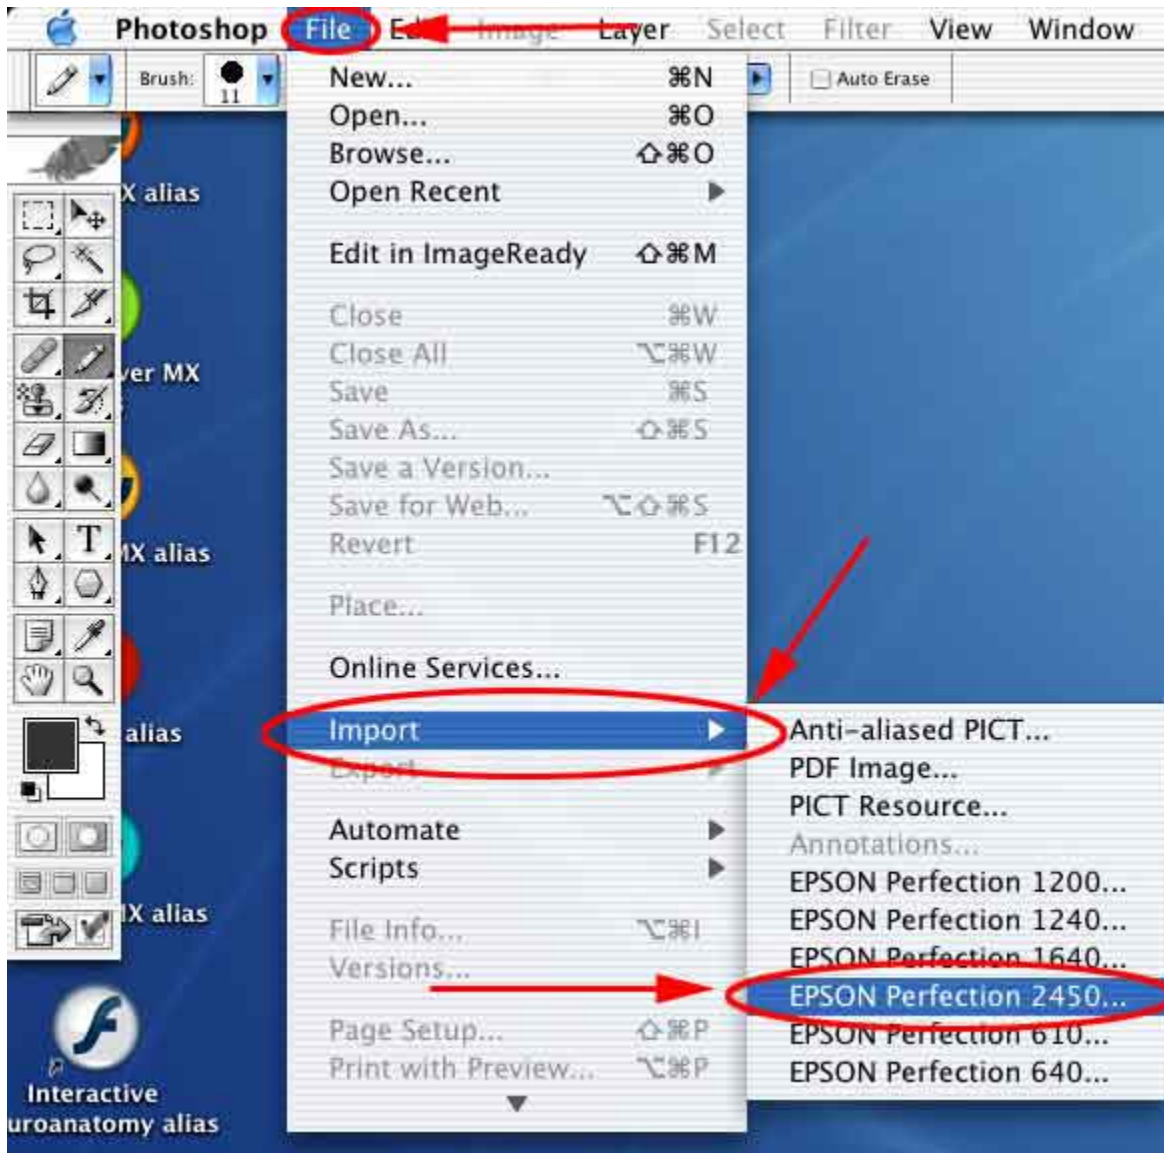 Photoshop File Edit Image Layer Select Filter View Window
Brush: 11 Auto Erase
New... ⌘N
Open... ⌘O
Browse... ⇧⌘O
Open Recent
Edit in ImageReady ⇧⌘M
Close ⌘W
Close All ⌥⌘W
Save ⌘S
Save As... ⇧⌘S
Save a Version...
Save for Web... ⌥⇧⌘S
Revert F12
Place...
Online Services...
Import
Export
Automate
Scripts
File Info... ⌥⌘I
Versions...
Page Setup... ⇧⌘P
Print with Preview... ⌥⌘P
Anti-aliased PICT...
PDF Image...
PICT Resource...
Annotations...
EPSON Perfection 1200...
EPSON Perfection 1240...
EPSON Perfection 1640...
EPSON Perfection 2450...
EPSON Perfection 610...
EPSON Perfection 640...
X alias
ver MX
MX alias
alias
MX alias
T
Interactive
uroanatomy alias